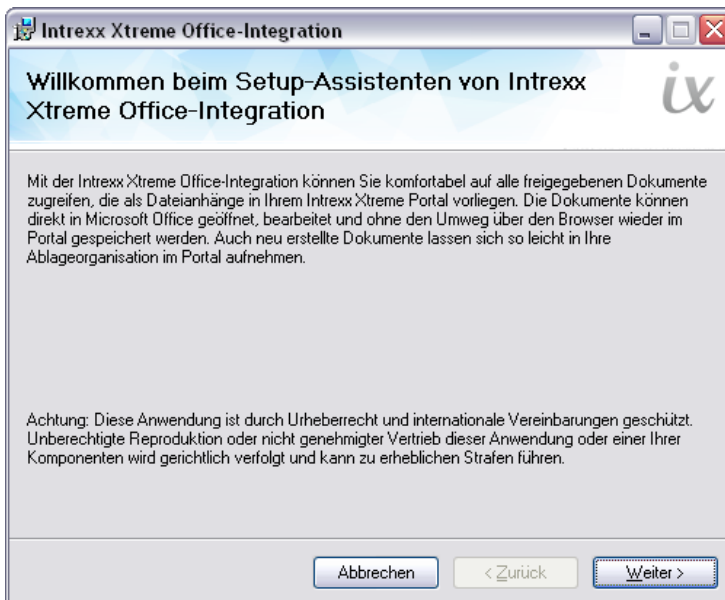 Intrexx Xtreme Office-Integration
Willkommen beim Setup-Assistenten von Intrexx
Xtreme Office-Integration
ix
Mit der Intrexx Xtreme Office-Integration können Sie komfortabel auf alle freigegebenen Dokumente
zugreifen, die als Dateianhänge in Ihrem Intrexx Xtreme Portal vorliegen. Die Dokumente können
direkt in Microsoft Office geöffnet, bearbeitet und ohne den Umweg über den Browser wieder im
Portal gespeichert werden. Auch neu erstellte Dokumente lassen sich so leicht in Ihre
Ablageorganisation im Portal aufnehmen.
Achtung: Diese Anwendung ist durch Urheberrecht und internationale Vereinbarungen geschützt.
Unberechtigte Reproduktion oder nicht genehmigter Vertrieb dieser Anwendung oder einer Ihrer
Komponenten wird gerichtlich verfolgt und kann zu erheblichen Strafen führen.
Abbrechen < Zurück Weiter >